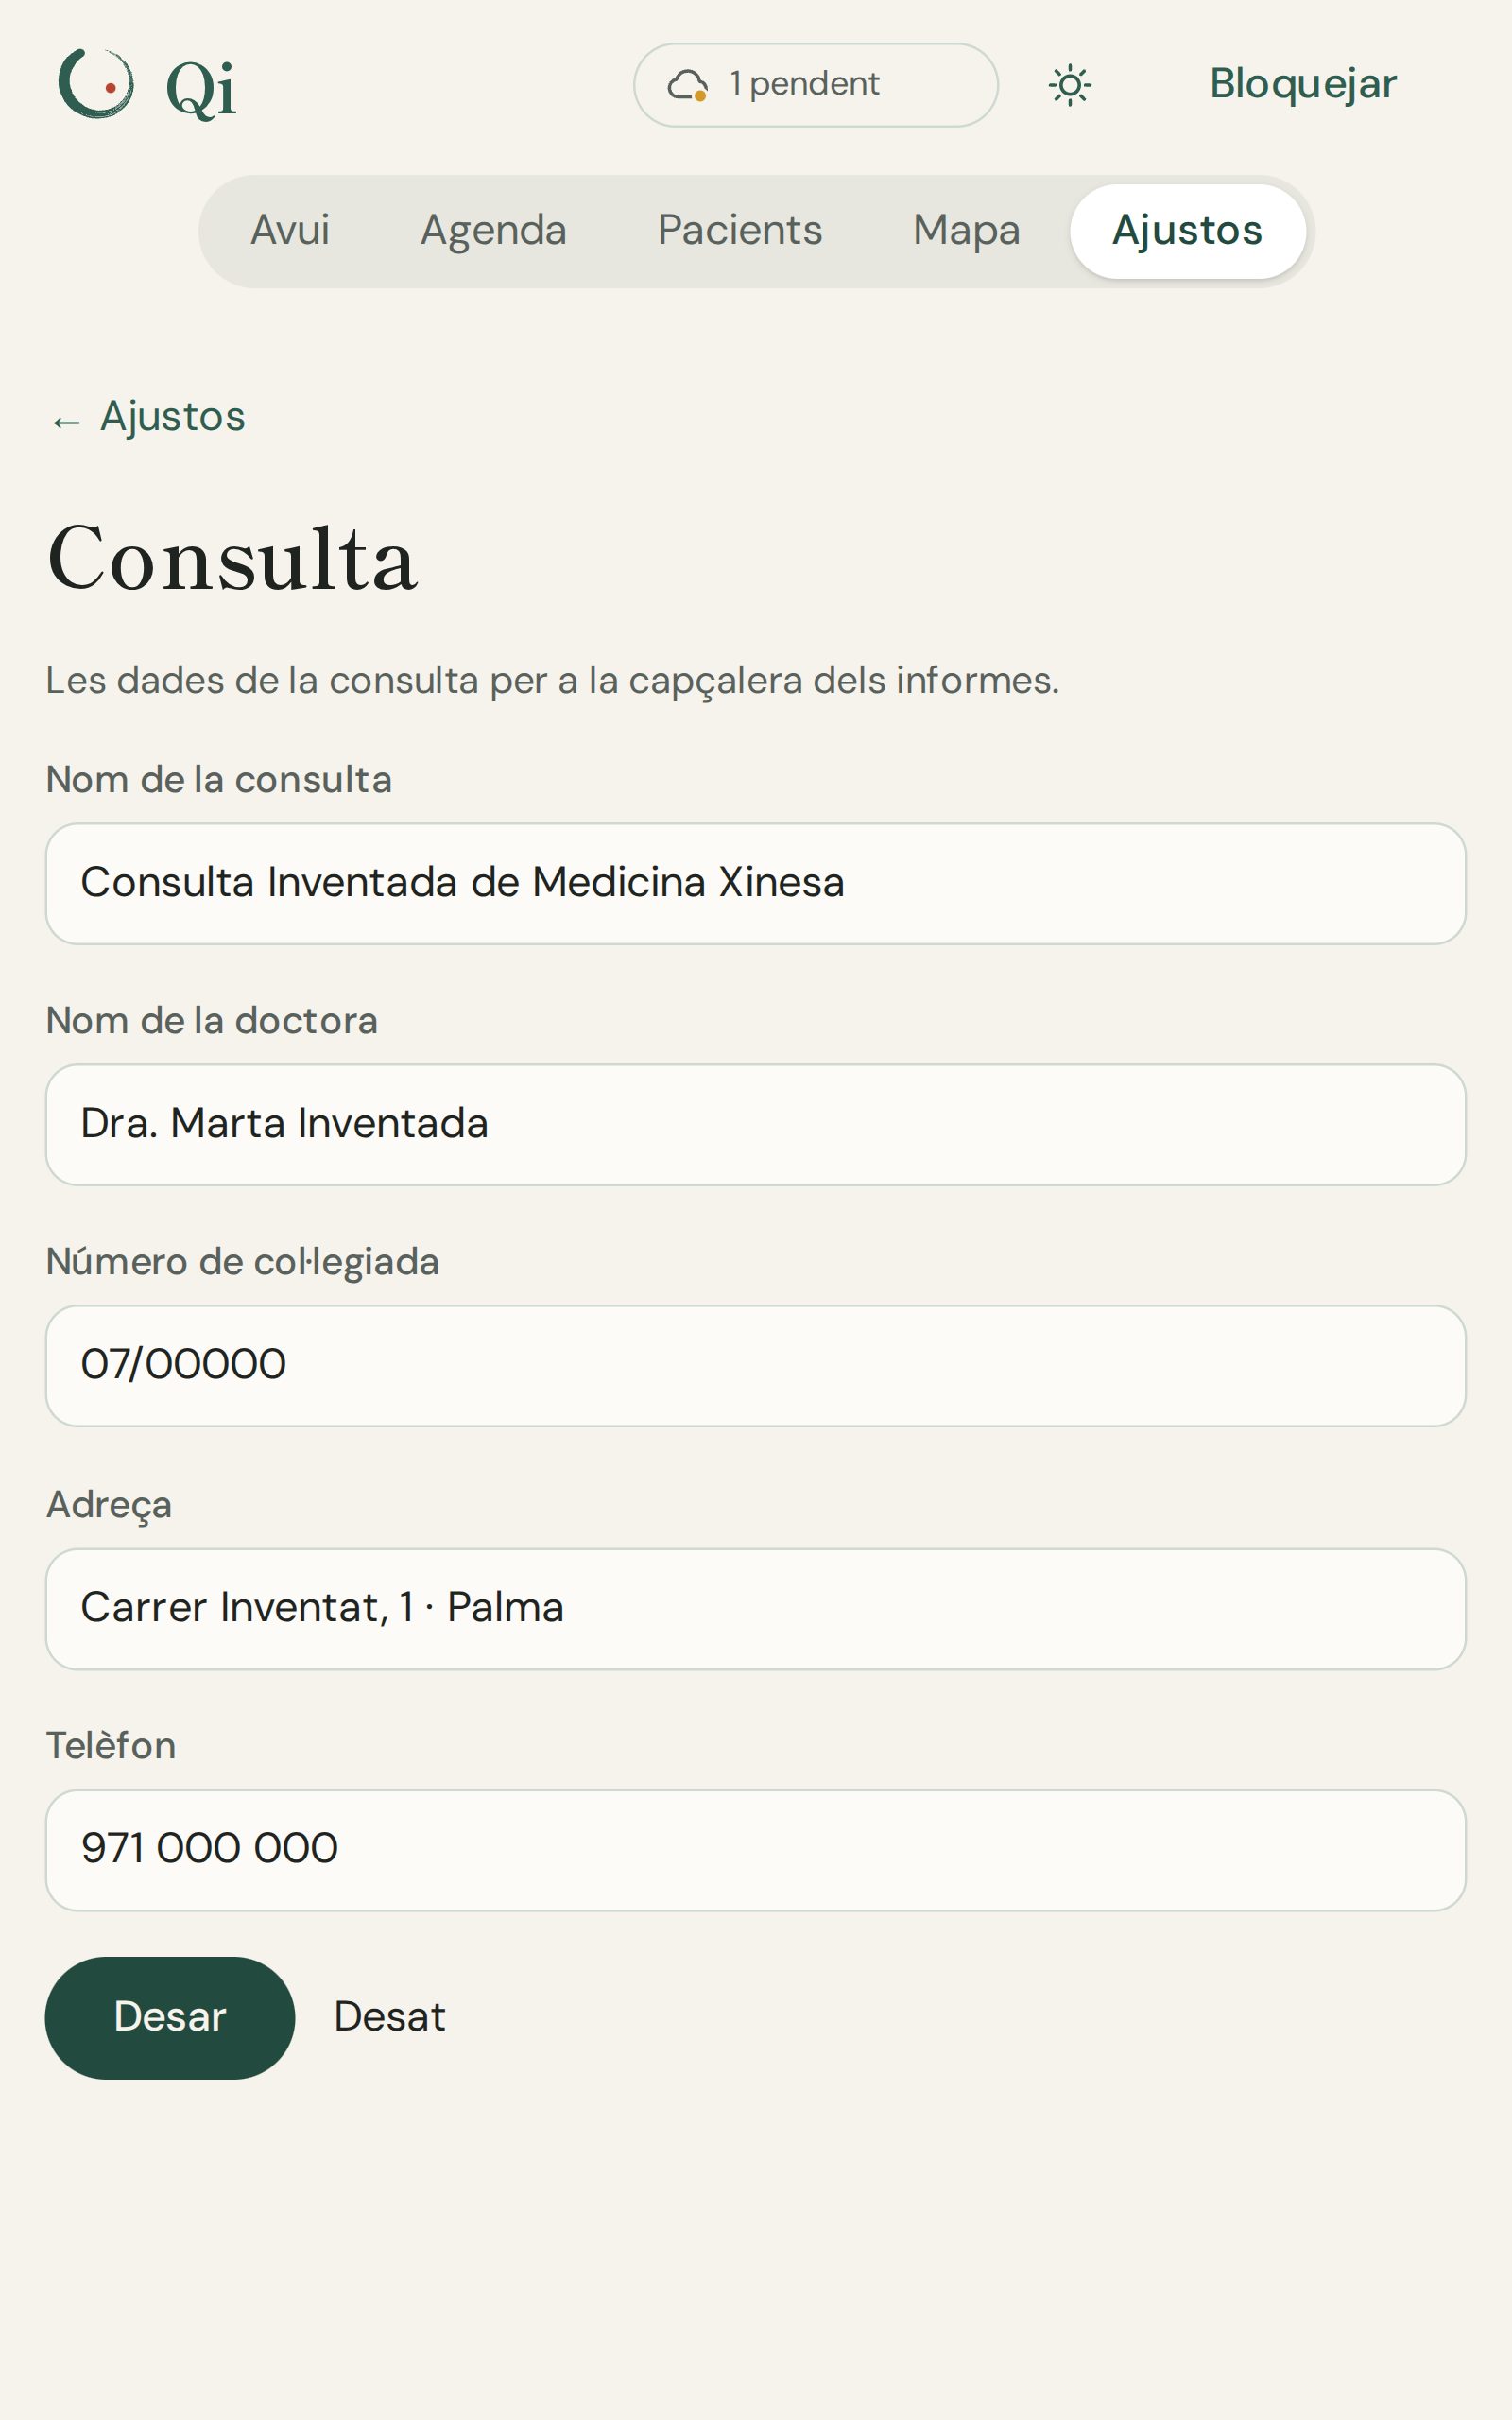 Qi
1 pendent
Bloquejar
Avui Agenda Pacients Mapa Ajustos
← Ajustos
Consulta
Les dades de la consulta per a la capçalera dels informes.
Nom de la consulta
Consulta Inventada de Medicina Xinesa
Nom de la doctora
Dra. Marta Inventada
Número de col·legiada
07/00000
Adreça
Carrer Inventat, 1 · Palma
Telèfon
971 000 000
Desar Desat